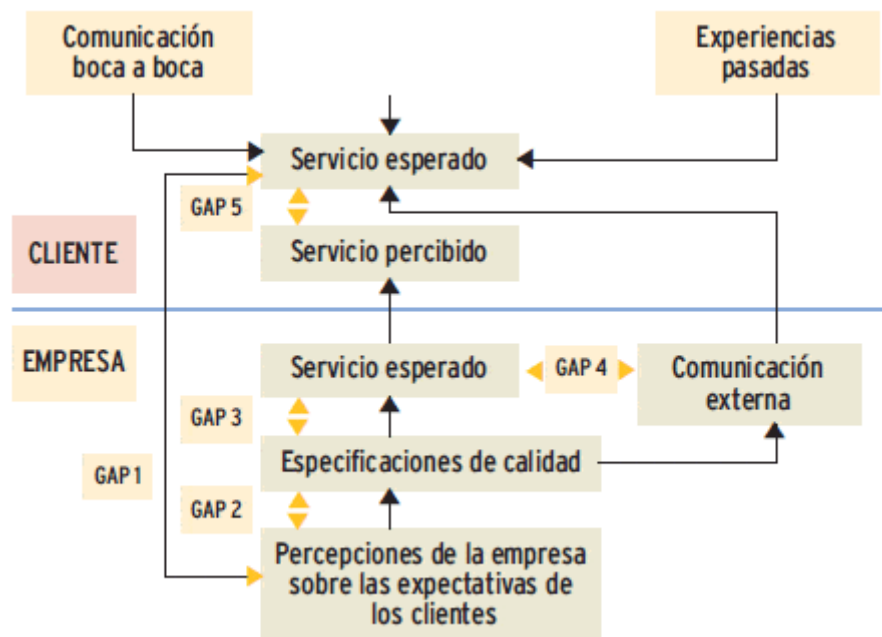 Comunicación
boca a boca
Experiencias
pasadas
Servicio esperado
GAP 5
CLIENTE
Servicio percibido
EMPRESA
Servicio esperado
GAP 4
Comunicación
externa
GAP 3
Especificaciones de calidad
GAP 1
GAP 2
Percepciones de la empresa
sobre las expectativas de
los clientes